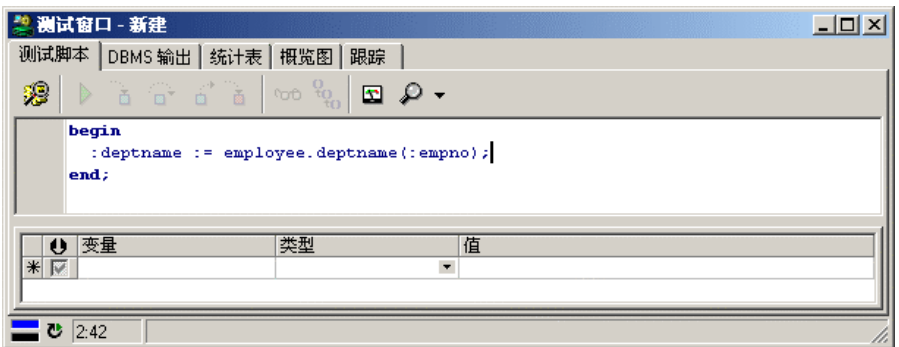 测试窗口 - 新建
测试脚本 DBMS 输出 统计表 概览图 跟踪
begin
:deptname := employee.deptname(:empno);
end;
变量 类型 值
2:42